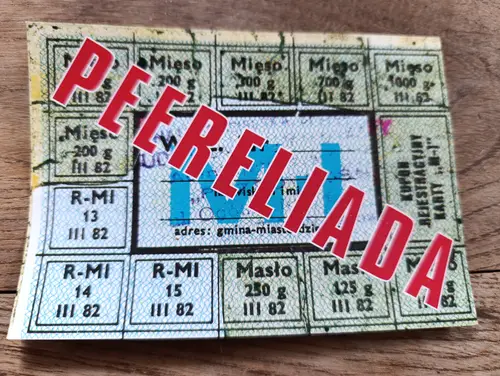 PEERELIADA
Mięso
200 g
III 82
Mięso
300 g
III 82
Mięso
700 g
III 82
Mięso
1000 g
III 82
Mięso
200 g
III 82
M-I
adres: gmina-miasto
KUPON
REJESTRACYJNY
KARTY „M-I"
R-MI
13
III 82
R-MI
14
III 82
R-MI
15
III 82
Masło
250 g
III 82
Masło
125 g
III 82
III 82